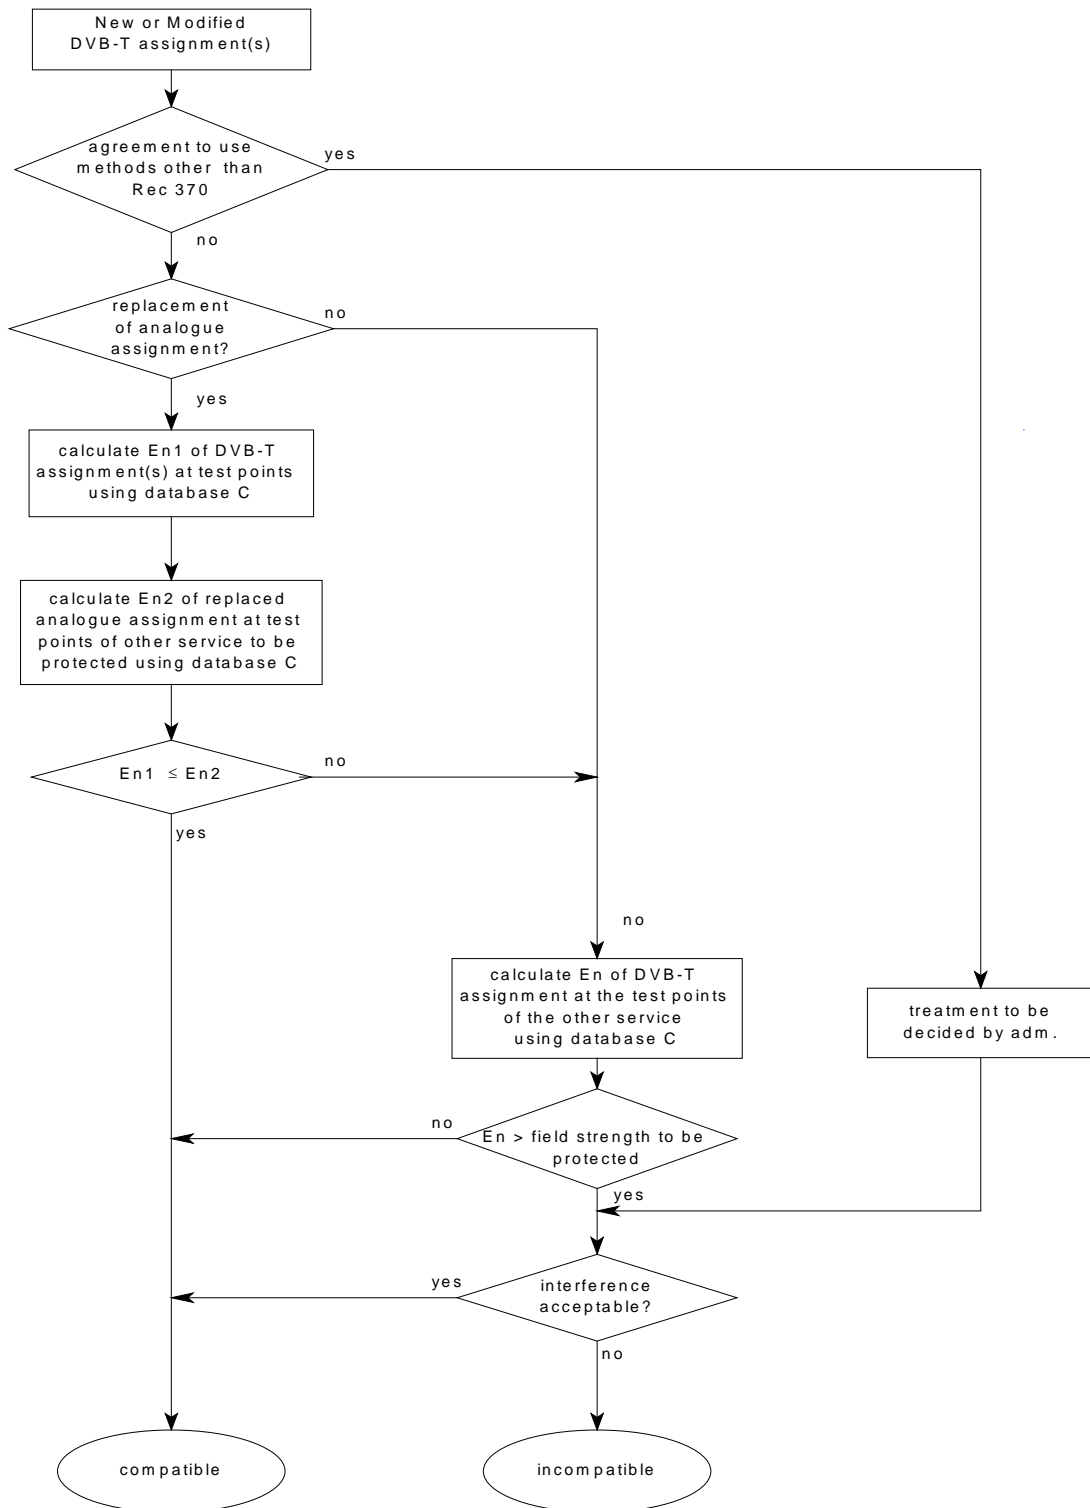 New or Modified
DVB-T assignment(s)
agreement to use
methods other than
Rec 370
yes
no
replacement
of analogue
assignment?
no
yes
calculate En1 of DVB-T
assignment(s) at test points
using database C
calculate En2 of replaced
analogue assignment at test
points of other service to be
protected using database C
En1 ≤ En2
no
yes
no
calculate En of DVB-T
assignment at the test points
of the other service
using database C
treatment to be
decided by adm.
no
En > field strength to be
protected
yes
yes
interference
acceptable?
no
compatible
incompatible